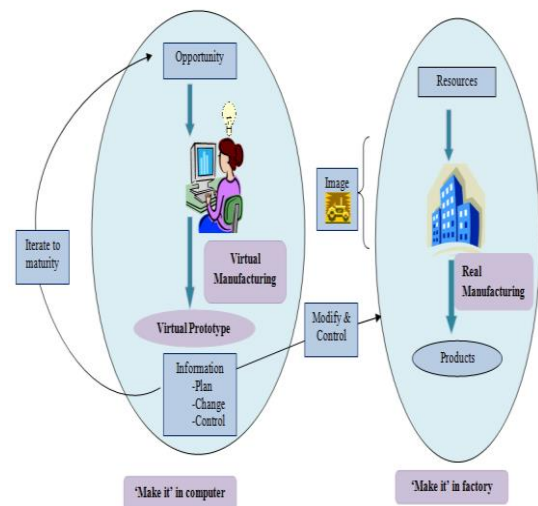 Opportunity
Iterate to
maturity
Virtual
Manufacturing
Virtual Prototype
Information
-Plan
-Change
-Control
'Make it' in computer
Image
Modify &
Control
Resources
Real
Manufacturing
Products
'Make it' in factory